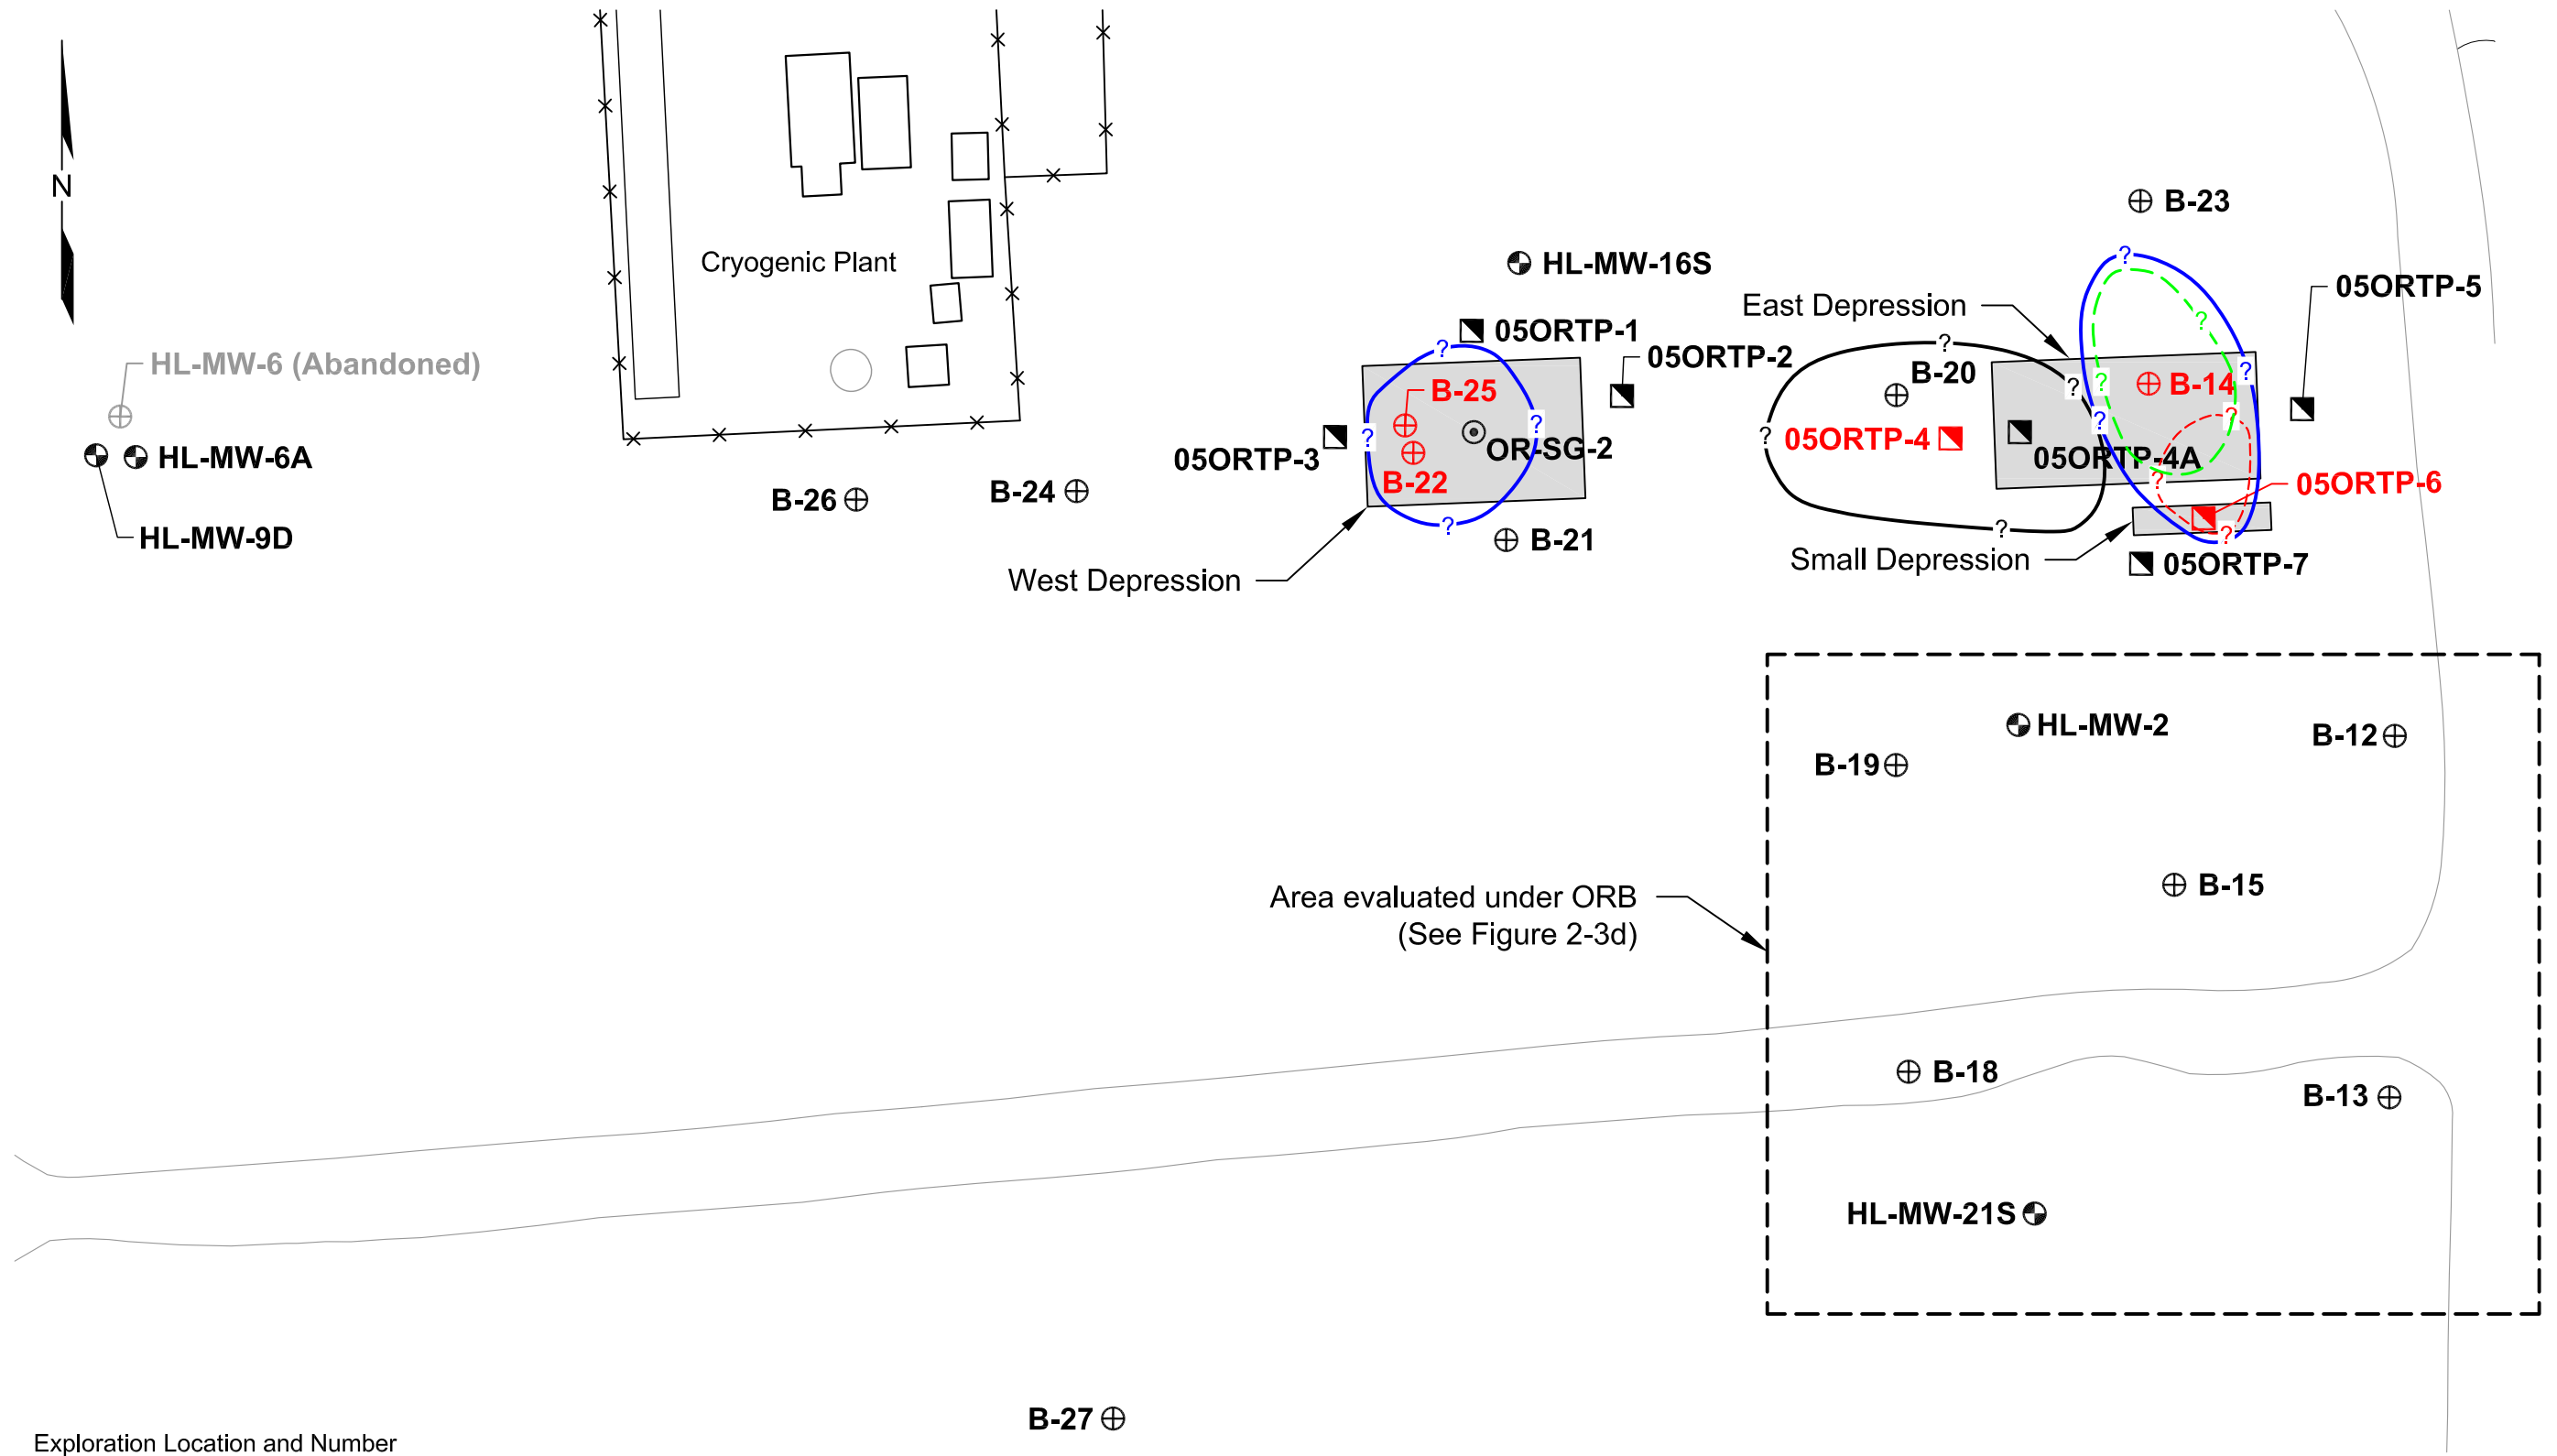 N
Cryogenic Plant
B-23
HL-MW-16S
05ORTP-5
East Depression
05ORTP-1
05ORTP-2
HL-MW-6 (Abandoned)
B-20
B-14
B-25
05ORTP-4
05ORTP-3
OR-SG-2
05ORTP-4A
HL-MW-6A
B-22
05ORTP-6
B-26
B-24
HL-MW-9D
B-21
Small Depression
05ORTP-7
West Depression
HL-MW-2
B-12
B-19
B-15
Area evaluated under ORB
(See Figure 2-3d)
B-18
B-13
HL-MW-21S
B-27
Exploration Location and Number
? ? ? ? ? ? ? ? ? ? ? ? ? ? ? ? ? ?